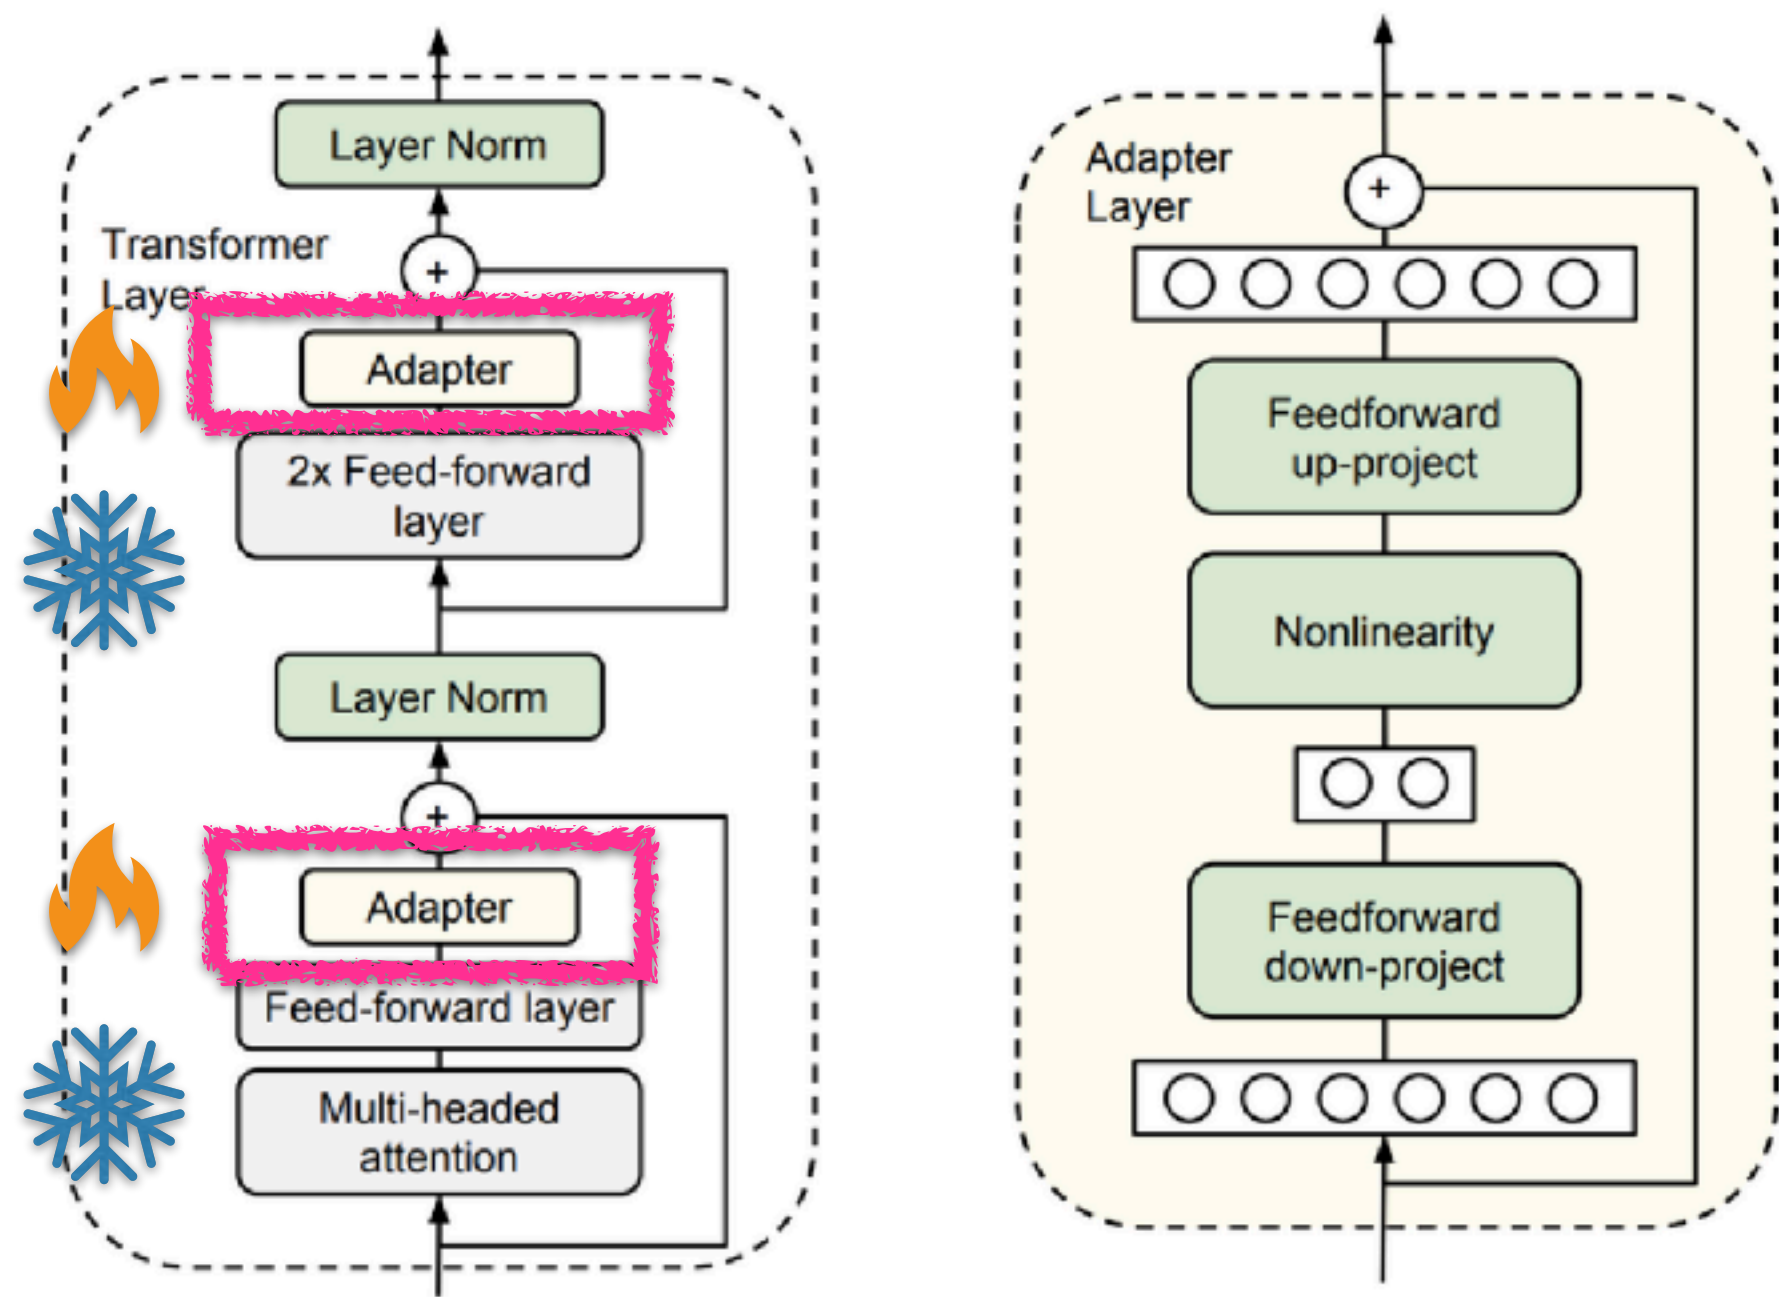 Layer Norm
Transformer
Layer
+
Adapter
2x Feed-forward
layer
Layer Norm
+
Adapter
Feed-forward layer
Multi-headed
attention
Adapter
Layer
+
Feedforward
up-project
Nonlinearity
Feedforward
down-project